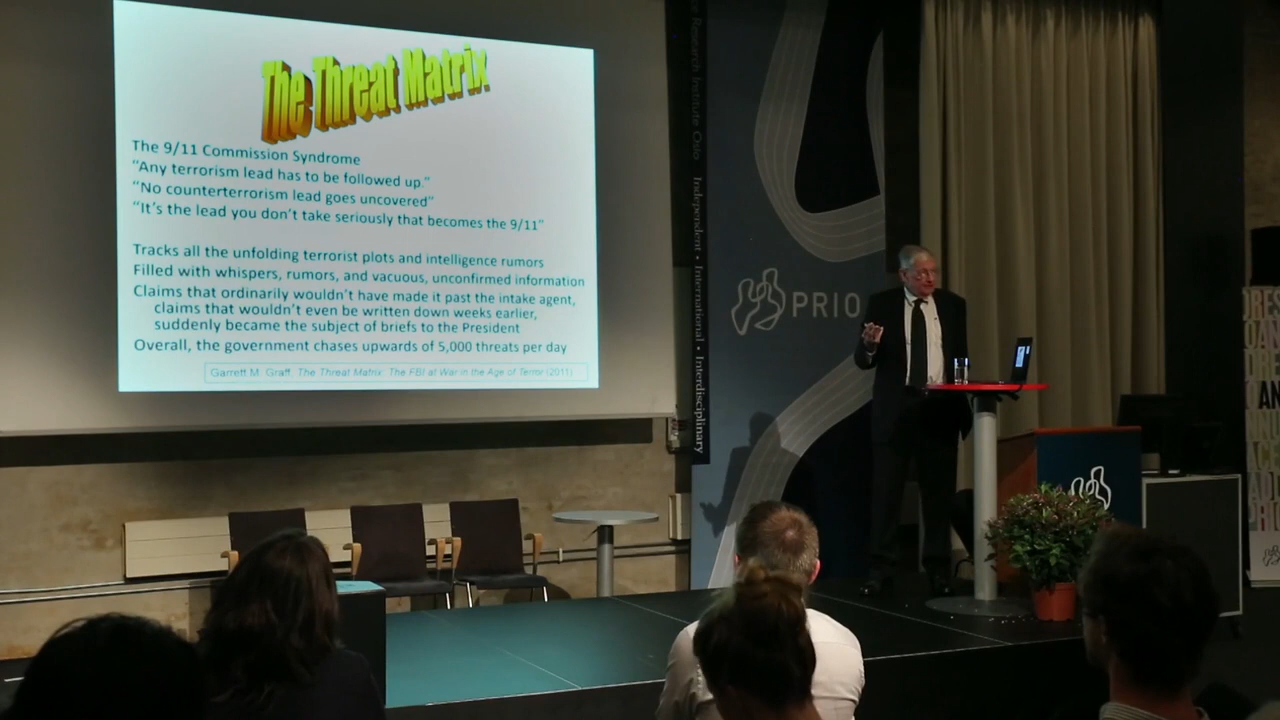 The Threat Matrix
The 9/11 Commission Syndrome
“Any terrorism lead has to be followed up.”
“No counterterrorism lead goes uncovered”
“It’s the lead you don’t take seriously that becomes the 9/11”
Tracks all the unfolding terrorist plots and intelligence rumors
Filled with whispers, rumors, and vacuous, unconfirmed information
Claims that ordinarily wouldn’t have made it past the intake agent,
claims that wouldn’t even be written down weeks earlier,
suddenly became the subject of briefs to the President
Overall, the government chases upwards of 5,000 threats per day
Garrett M. Graff, The Threat Matrix: The FBI at War in the Age of Terror (2011)
Research Institute Oslo Independent • International • Interdisciplinary
PRIO